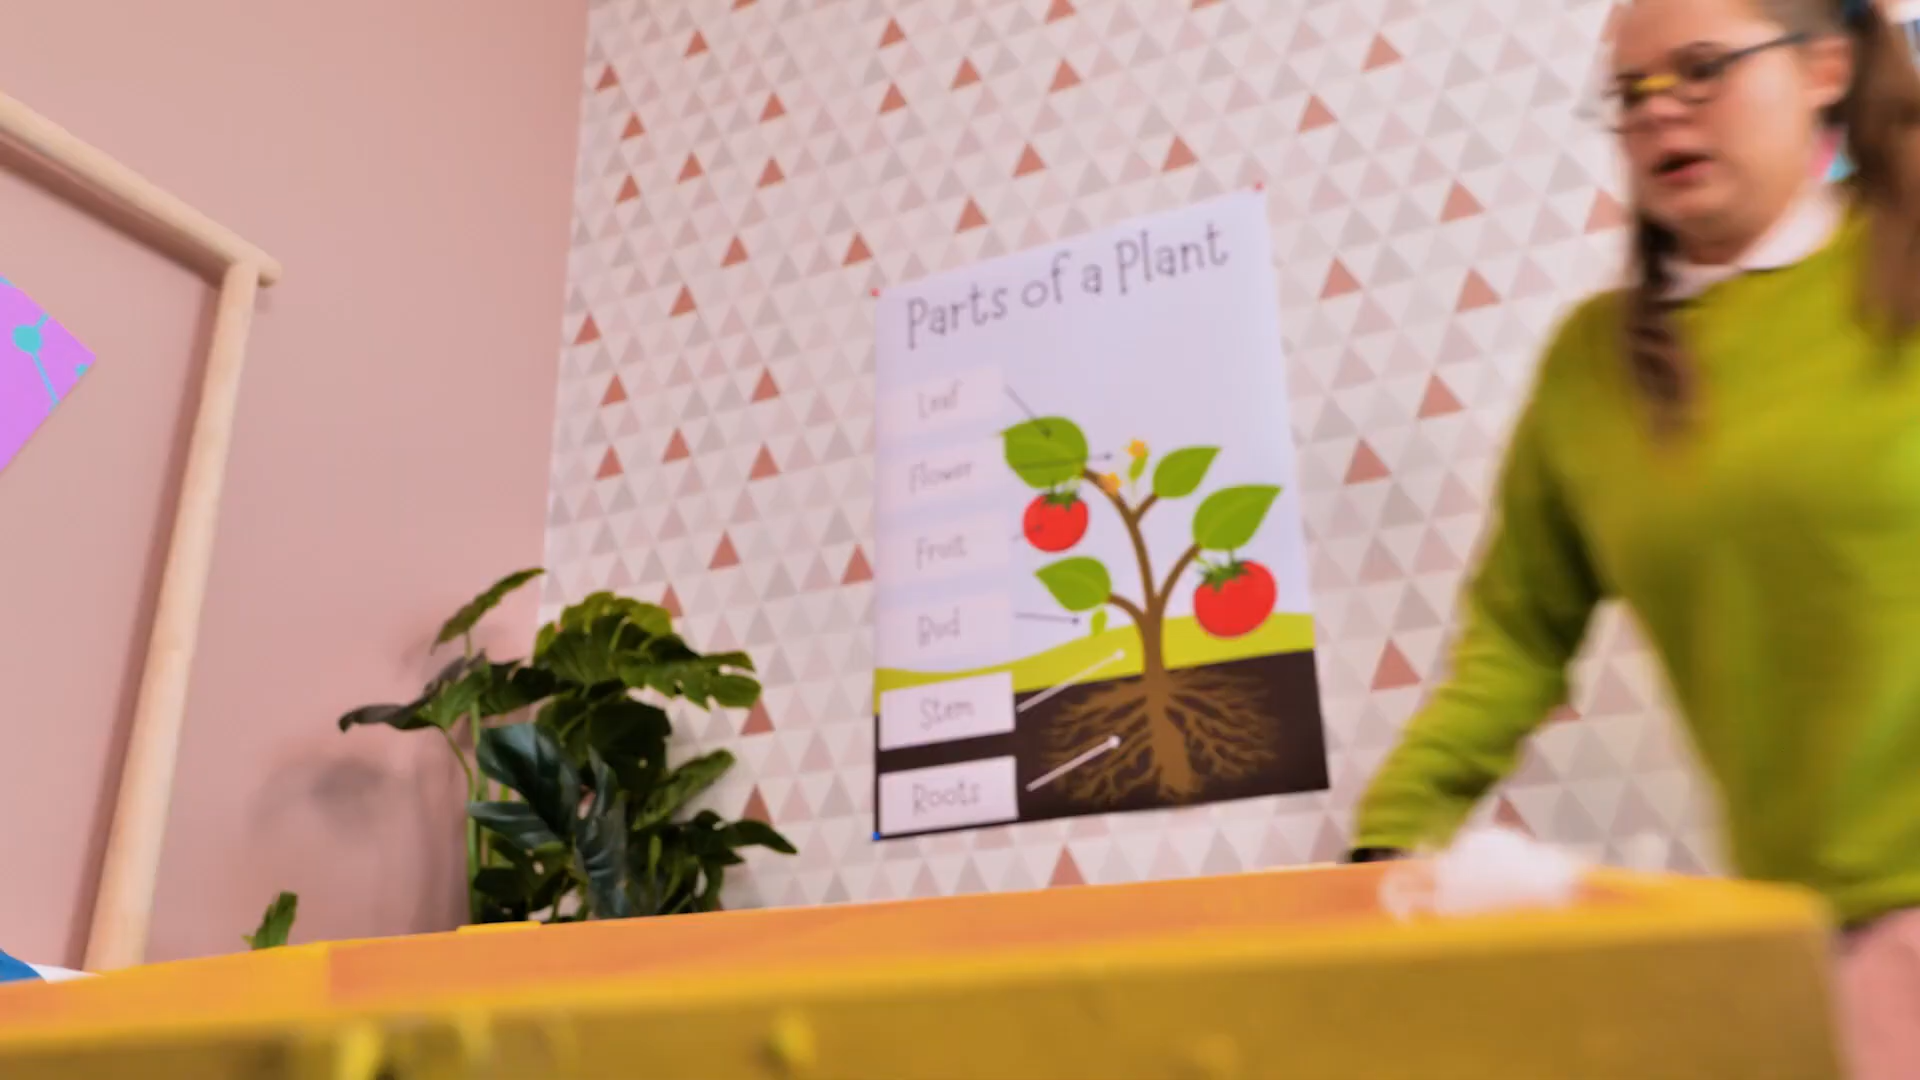 Parts of a Plant
Leaf
Flower
Fruit
Bud
Stem
Roots